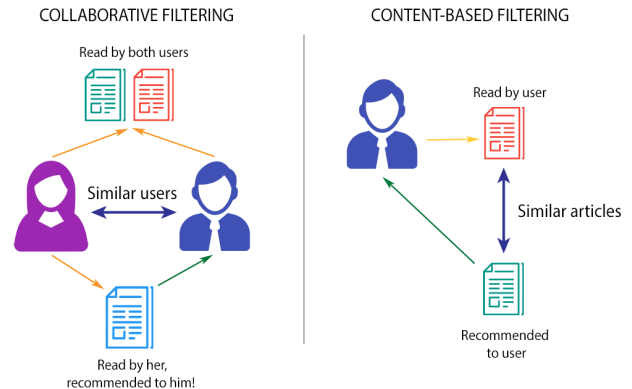 COLLABORATIVE FILTERING
Read by both users
Similar users
Read by her,
recommended to him!
CONTENT-BASED FILTERING
Read by user
Similar articles
Recommended
to user